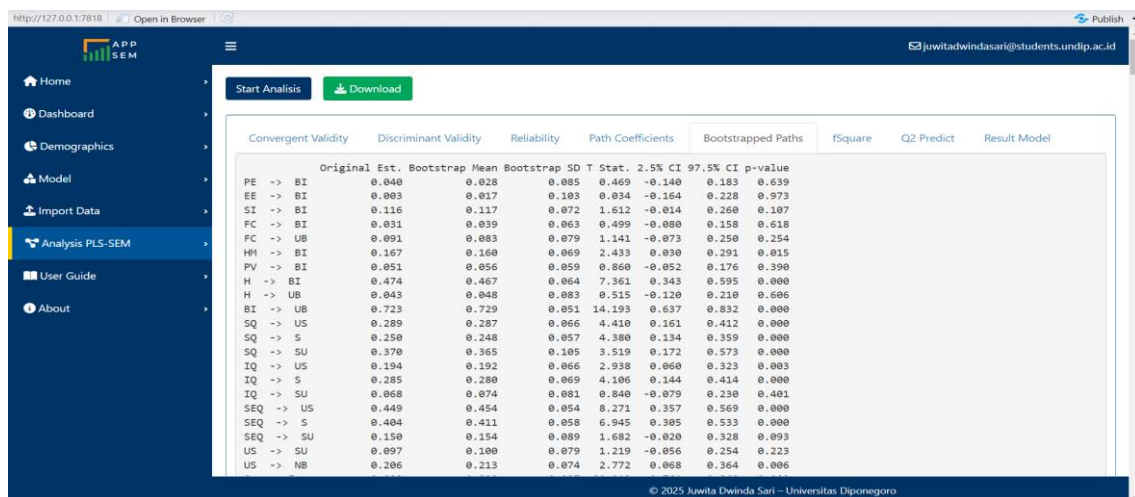 http://127.0.0.1:7818 Open in Browser Publish
APP
SEM
juwitadwindasari@students.undip.ac.id
Home
Dashboard
Demographics
Model
Import Data
Analysis PLS-SEM
User Guide
About
Start Analisis Download
Convergent Validity Discriminant Validity Reliability Path Coefficients Bootstrapped Paths fSquare Q2 Predict Result Model
Original Est. Bootstrap Mean Bootstrap SD T Stat. 2.5% CI 97.5% CI p-value
PE -> BI 0.040 0.028 0.085 0.469 -0.140 0.183 0.639
EE -> BI 0.003 0.017 0.103 0.034 -0.164 0.228 0.973
SI -> BI 0.116 0.117 0.072 1.612 -0.014 0.260 0.107
FC -> BI 0.031 0.039 0.063 0.499 -0.080 0.158 0.618
FC -> UB 0.091 0.083 0.079 1.141 -0.073 0.250 0.254
HM -> BI 0.167 0.160 0.069 2.433 0.030 0.291 0.015
PV -> BI 0.051 0.056 0.059 0.860 -0.052 0.176 0.390
H -> BI 0.474 0.467 0.064 7.361 0.343 0.595 0.000
H -> UB 0.043 0.048 0.083 0.515 -0.120 0.210 0.606
BI -> UB 0.723 0.729 0.051 14.193 0.637 0.832 0.000
SQ -> US 0.289 0.287 0.066 4.410 0.161 0.412 0.000
SQ -> S 0.250 0.248 0.057 4.380 0.134 0.359 0.000
SQ -> SU 0.370 0.365 0.105 3.519 0.172 0.573 0.000
IQ -> US 0.194 0.192 0.066 2.938 0.060 0.323 0.003
IQ -> S 0.285 0.280 0.069 4.106 0.144 0.414 0.000
IQ -> SU 0.068 0.074 0.081 0.840 -0.079 0.230 0.401
SEQ -> US 0.449 0.454 0.054 8.271 0.357 0.569 0.000
SEQ -> S 0.404 0.411 0.058 6.945 0.305 0.533 0.000
SEQ -> SU 0.150 0.154 0.089 1.682 -0.020 0.328 0.093
US -> SU 0.097 0.100 0.079 1.219 -0.056 0.254 0.223
US -> NB 0.206 0.213 0.074 2.772 0.068 0.364 0.006
© 2025 Juwita Dwinda Sari – Universitas Diponegoro